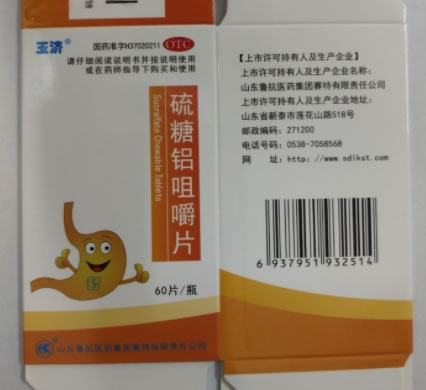 玉济
国药准字H37020211 OTC
请仔细阅读说明书并按说明使用
或在药师指导下购买和使用
硫糖铝咀嚼片
Sucralfate Chewable Tablets
舒
60片/瓶
山东鲁抗医药集团赛特有限责任公司
【上市许可持有人及生产企业】
上市许可持有人及生产企业名称：
山东鲁抗医药集团赛特有限责任公司
上市许可持有人及生产企业地址：
山东省新泰市莲花山路518号
邮政编码：271200
电话号码：0538-7058568
网 址：http://www.sdlkst.com
6 937951 932514